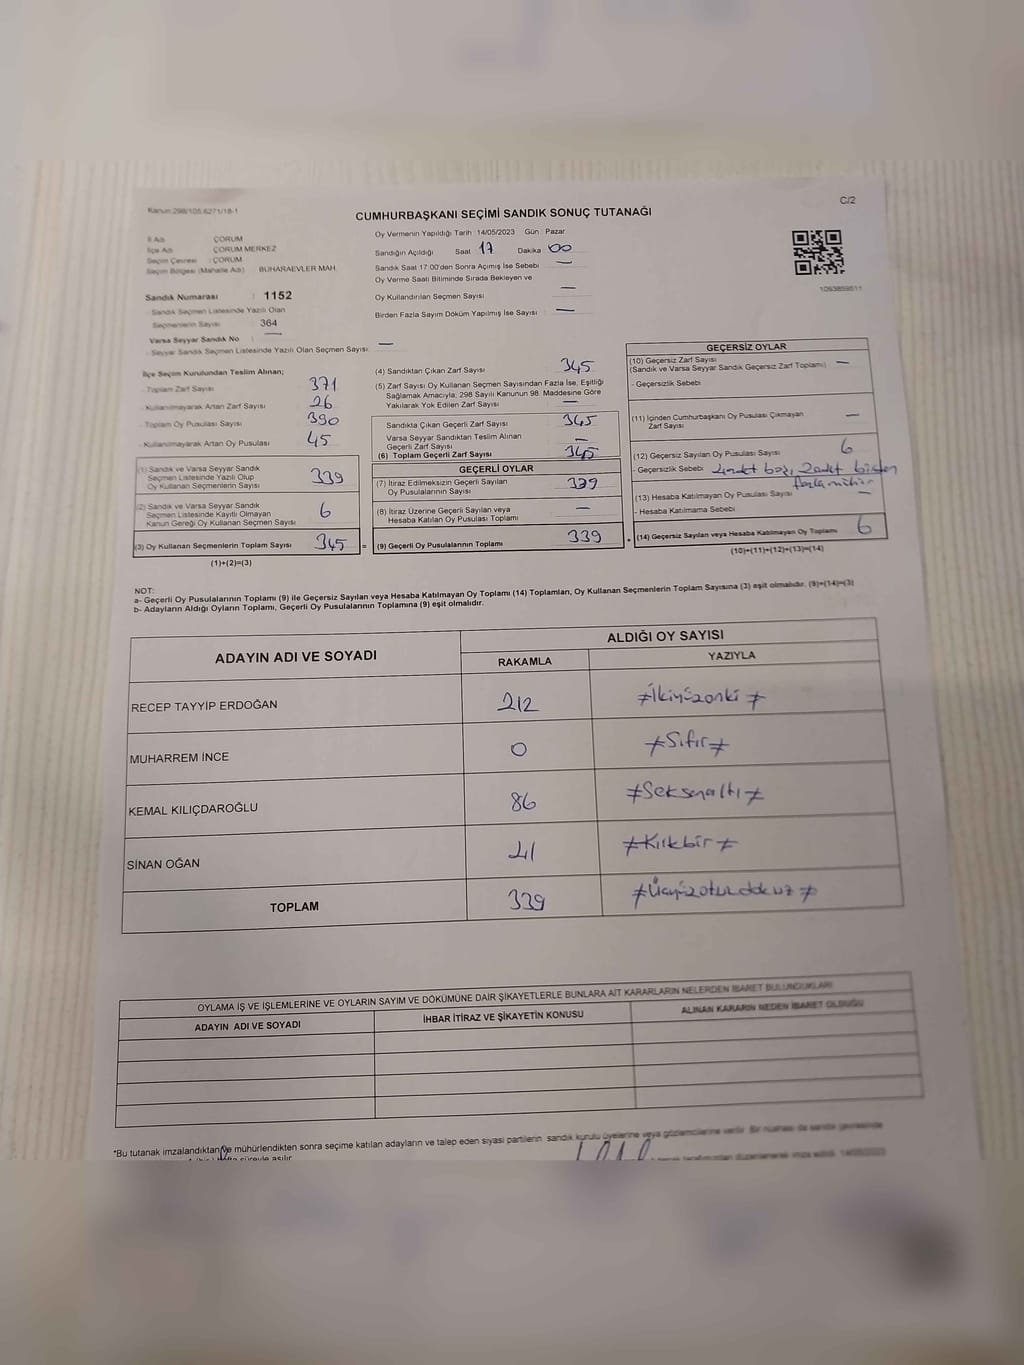 Kanun:298/105,6271/18-1
C/2
CUMHURBAŞKANI SEÇİMİ SANDIK SONUÇ TUTANAĞI
İl Adı : ÇORUM
İlçe Adı : ÇORUM MERKEZ
Seçim Çevresi : ÇORUM
Seçim Bölgesi (Mahalle Adı) : BUHARAEVLER MAH.
Oy Vermenin Yapıldığı Tarih :14/05/2023 Gün : Pazar
Sandığın Açıldığı Saat 17 Dakika 00
Sandık Saat 17:00'den Sonra Açılmış İse Sebebi : —
Oy Verme Saati Bitiminde Sırada Bekleyen ve
Oy Kullandırılan Seçmen Sayısı : —
Birden Fazla Sayım Döküm Yapılmış İse Sayısı : —
1093859511
Sandık Numarası : 1152
- Sandık Seçmen Listesinde Yazılı Olan
Seçmenlerin Sayısı : 364
Varsa Seyyar Sandık No : —
- Seyyar Sandık Seçmen Listesinde Yazılı Olan Seçmen Sayısı: —
İlçe Seçim Kurulundan Teslim Alınan;
- Toplam Zarf Sayısı : 371
- Kullanılmayarak Artan Zarf Sayısı : 26
- Toplam Oy Pusulası Sayısı : 390
- Kullanılmayarak Artan Oy Pusulası : 45
(1) Sandık ve Varsa Seyyar Sandık
Seçmen Listesinde Yazılı Olup
Oy Kullanan Seçmenlerin Sayısı : 339
(2) Sandık ve Varsa Seyyar Sandık
Seçmen Listesinde Kayıtlı Olmayan
Kanun Gereği Oy Kullanan Seçmen Sayısı : 6
(3) Oy Kullanan Seçmenlerin Toplam Sayısı : 345 =
(1)+(2)=(3)
(4) Sandıktan Çıkan Zarf Sayısı : 345
(5) Zarf Sayısı Oy Kullanan Seçmen Sayısından Fazla İse, Eşitliği
Sağlamak Amacıyla, 298 Sayılı Kanunun 98. Maddesine Göre
Yakılarak Yok Edilen Zarf Sayısı : —
Sandıkta Çıkan Geçerli Zarf Sayısı : 345
Varsa Seyyar Sandıktan Teslim Alınan
Geçerli Zarf Sayısı : —
(6) Toplam Geçerli Zarf Sayısı : 345
GEÇERLİ OYLAR
(7) İtiraz Edilmeksizin Geçerli Sayılan
Oy Pusulalarının Sayısı : 339
(8) İtiraz Üzerine Geçerli Sayılan veya
Hesaba Katılan Oy Pusulası Toplamı : —
(9) Geçerli Oy Pusulalarının Toplamı : 339 +
GEÇERSİZ OYLAR
(10) Geçersiz Zarf Sayısı : —
(Sandık ve Varsa Seyyar Sandık Geçersiz Zarf Toplamı)
- Geçersizlik Sebebi :
(11) İçinden Cumhurbaşkanı Oy Pusulası Çıkmayan
Zarf Sayısı : —
(12) Geçersiz Sayılan Oy Pusulası Sayısı : 6
- Geçersizlik Sebebi : boş, 2 adet birden
fazla mühür
(13) Hesaba Katılmayan Oy Pusulası Sayısı : —
- Hesaba Katılmama Sebebi :
(14) Geçersiz Sayılan veya Hesaba Katılmayan Oy Toplamı : 6
(10)+(11)+(12)+(13)=(14)
NOT:
a- Geçerli Oy Pusulalarının Toplamı (9) ile Geçersiz Sayılan veya Hesaba Katılmayan Oy Toplamı (14) Toplamları, Oy Kullanan Seçmenlerin Toplam Sayısına (3) eşit olmalıdır. (9)+(14)=(3)
b- Adayların Aldığı Oyların Toplamı, Geçerli Oy Pusulalarının Toplamına (9) eşit olmalıdır.
ADAYIN ADI VE SOYADI
ALDIĞI OY SAYISI
RAKAMLA YAZIYLA
RECEP TAYYİP ERDOĞAN 212 #İkiyüzoniki#
MUHARREM İNCE 0 #Sıfır#
KEMAL KILIÇDAROĞLU 86 #Seksenaltı#
SİNAN OĞAN 41 #Kırkbir#
TOPLAM 339 #Üçyüzotuzdokuz#
OYLAMA İŞ VE İŞLEMLERİNE VE OYLARIN SAYIM VE DÖKÜMÜNE DAİR ŞİKAYETLERLE BUNLARA AİT KARARLARIN NELERDEN İBARET BULUNDUKLARI
ADAYIN ADI VE SOYADI İHBAR İTİRAZ VE ŞİKAYETİN KONUSU ALINAN KARARIN NEDEN İBARET OLDUĞU
*Bu tutanak imzalandıktan ve mühürlendikten sonra seçime katılan adayların ve talep eden siyasi partilerin sandık kurulu üyelerine veya gözlemcilerine verilir. Bir nüshası da sandık çevresinde
süreyle asılır. tarafımızdan düzenlenerek imza edildi. 14/05/2023